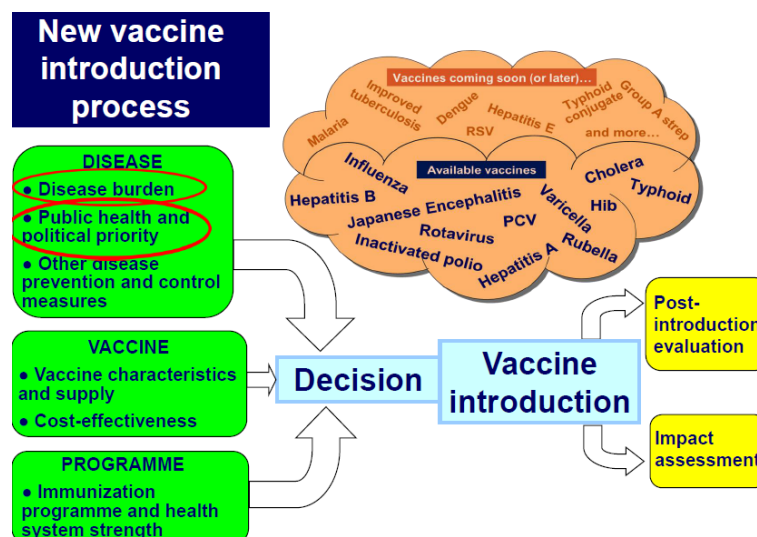 New vaccine
introduction
process
Vaccines coming soon (or later)…
Improved
tuberculosis
Malaria
Dengue
RSV
Hepatitis E
Typhoid
conjugate
Group A strep
and more…
Available vaccines
Influenza
Hepatitis B
Japanese Encephalitis
Rotavirus
Inactivated polio
PCV
Hepatitis A
Varicella
Cholera
Hib
Typhoid
Rubella
DISEASE
● Disease burden
● Public health and
political priority
● Other disease
prevention and control
measures
VACCINE
● Vaccine characteristics
and supply
● Cost-effectiveness
PROGRAMME
● Immunization
programme and health
system strength
Decision
Vaccine
introduction
Post-
introduction
evaluation
Impact
assessment